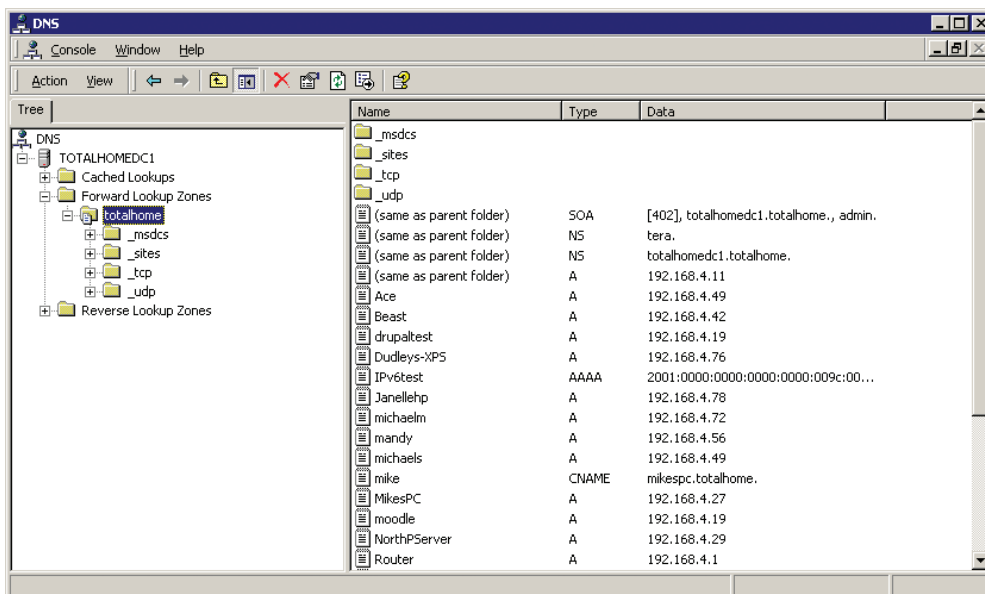 DNS
Console Window Help
Action View
Tree
DNS
TOTALHOMEDC1
Cached Lookups
Forward Lookup Zones
totalhome
_msdcs
_sites
_tcp
_udp
Reverse Lookup Zones
Name Type Data
_msdcs
_sites
_tcp
_udp
(same as parent folder) SOA [402], totalhomedc1.totalhome., admin.
(same as parent folder) NS tera.
(same as parent folder) NS totalhomedc1.totalhome.
(same as parent folder) A 192.168.4.11
Ace A 192.168.4.49
Beast A 192.168.4.42
drupaltest A 192.168.4.19
Dudleys-XPS A 192.168.4.76
IPv6test AAAA 2001:0000:0000:0000:0000:009c:00...
Janellehp A 192.168.4.78
michaelm A 192.168.4.72
mandy A 192.168.4.56
michaels A 192.168.4.49
mike CNAME mikespc.totalhome.
MikesPC A 192.168.4.27
moodle A 192.168.4.19
NorthPServer A 192.168.4.29
Router A 192.168.4.1